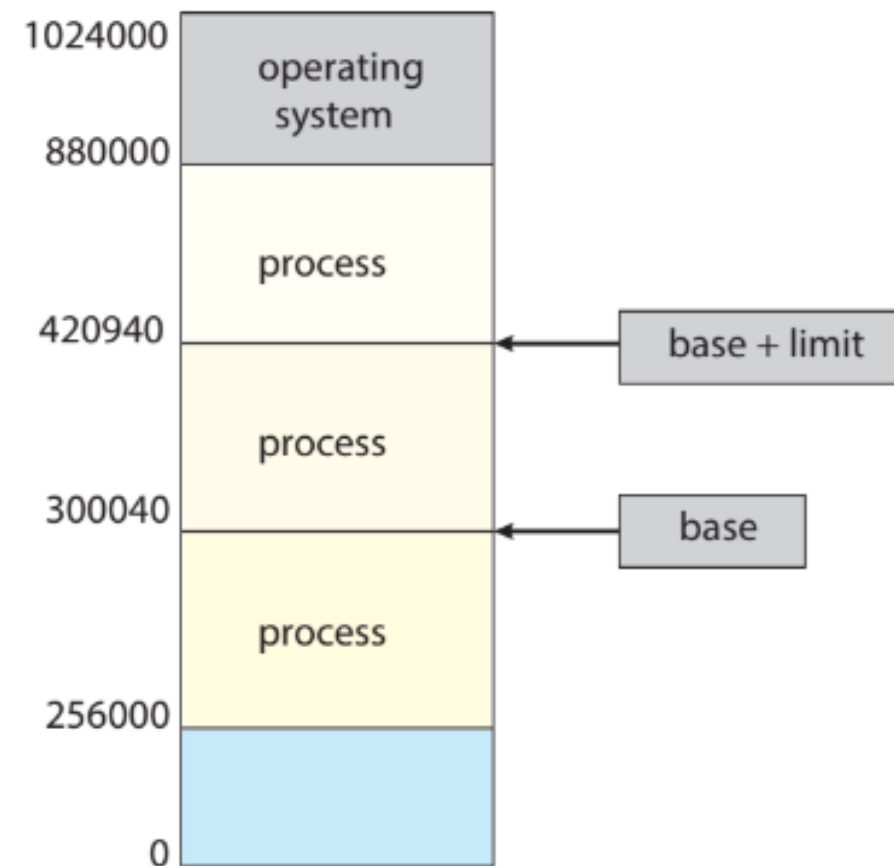 1024000
operating
system
880000
process
420940
base + limit
process
300040
base
process
256000
0